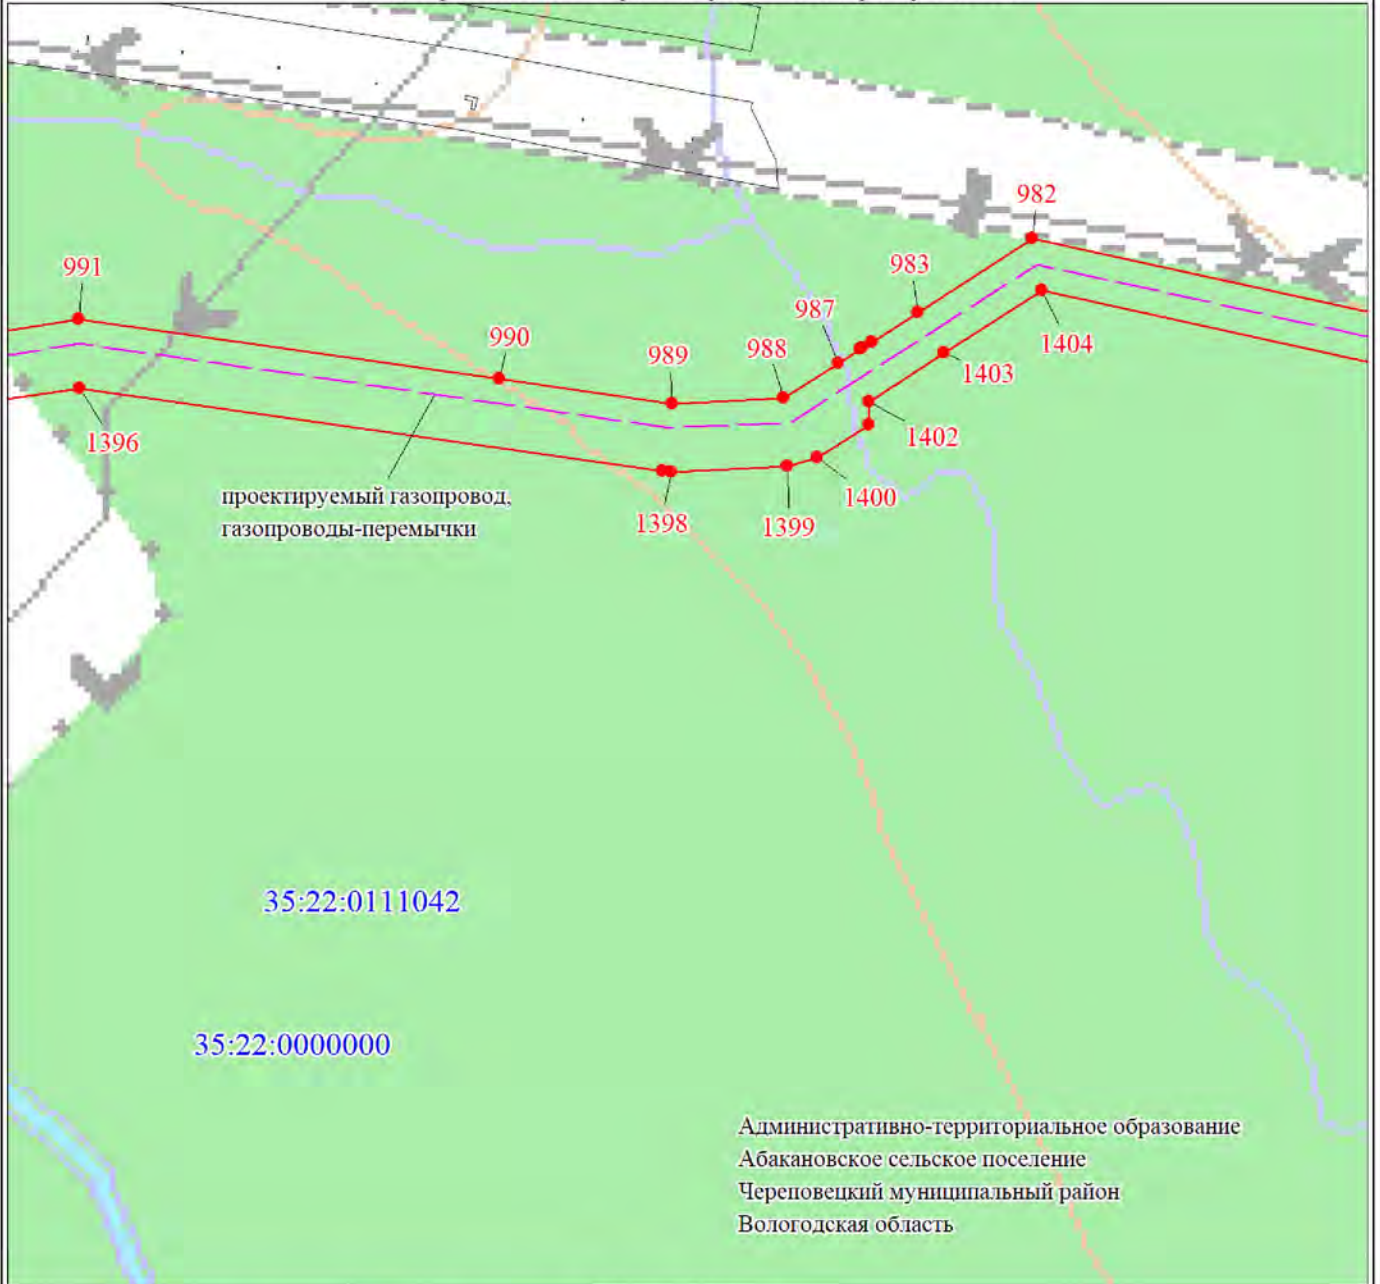 982
983
991
987
990
988
989
1404
1403
1396
1402
1400
1398
1399
проектируемый газопровод,
газопроводы-перемычки
35:22:0111042
35:22:0000000
Административно-территориальное образование
Абакановское сельское поселение
Череповецкий муниципальный район
Вологодская область